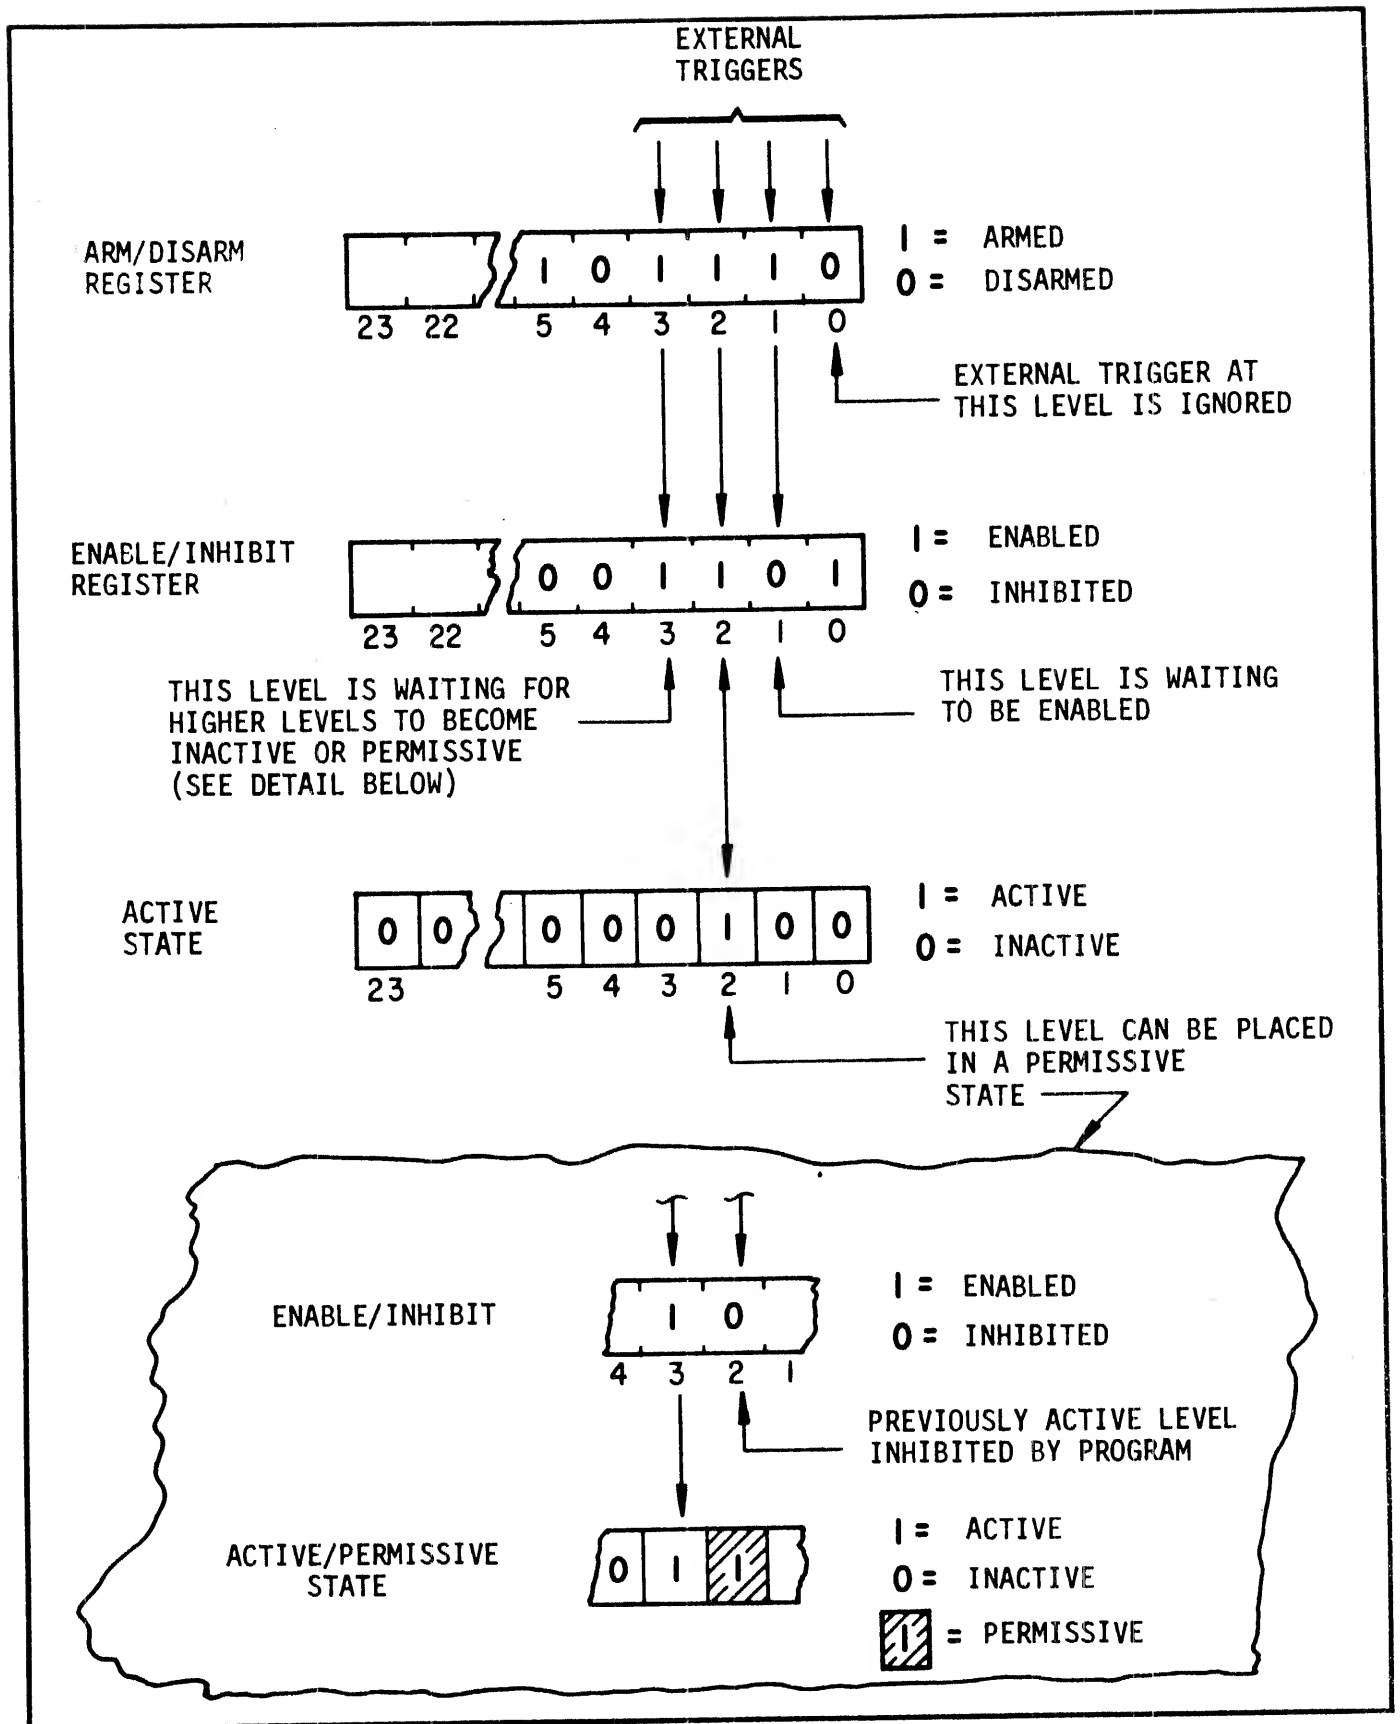 EXTERNAL
TRIGGERS
ARM/DISARM
REGISTER
1 0 1 1 1 0
23 22 5 4 3 2 1 0
1 = ARMED
0 = DISARMED
EXTERNAL TRIGGER AT
THIS LEVEL IS IGNORED
ENABLE/INHIBIT
REGISTER
0 0 1 1 0 1
23 22 5 4 3 2 1 0
1 = ENABLED
0 = INHIBITED
THIS LEVEL IS WAITING FOR
HIGHER LEVELS TO BECOME
INACTIVE OR PERMISSIVE
(SEE DETAIL BELOW)
THIS LEVEL IS WAITING
TO BE ENABLED
ACTIVE
STATE
0 0 0 0 0 1 0 0
23 5 4 3 2 1 0
1 = ACTIVE
0 = INACTIVE
THIS LEVEL CAN BE PLACED
IN A PERMISSIVE
STATE
ENABLE/INHIBIT
1 0
4 3 2 1
1 = ENABLED
0 = INHIBITED
PREVIOUSLY ACTIVE LEVEL
INHIBITED BY PROGRAM
ACTIVE/PERMISSIVE
STATE
0 1 1
1 = ACTIVE
0 = INACTIVE
1 = PERMISSIVE